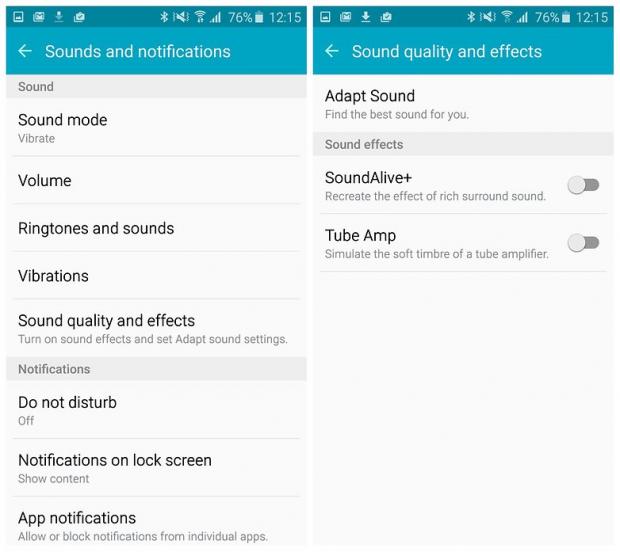 76% 12:15
Sounds and notifications
Sound
Sound mode
Vibrate
Volume
Ringtones and sounds
Vibrations
Sound quality and effects
Turn on sound effects and set Adapt sound settings.
Notifications
Do not disturb
Off
Notifications on lock screen
Show content
App notifications
Allow or block notifications from individual apps.
76% 12:15
Sound quality and effects
Adapt Sound
Find the best sound for you.
Sound effects
SoundAlive+
Recreate the effect of rich surround sound.
Tube Amp
Simulate the soft timbre of a tube amplifier.